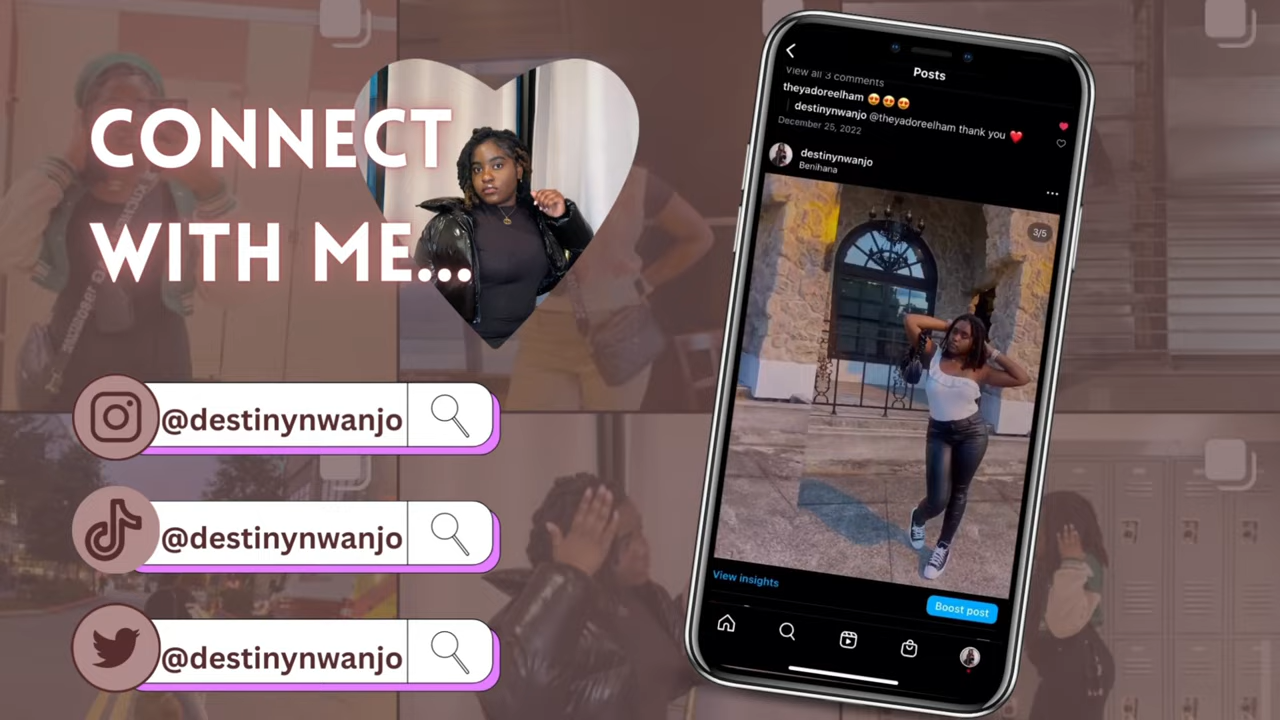 CONNECT
WITH ME...
@destinynwanjo
@destinynwanjo
@destinynwanjo
Posts
View all 3 comments
theyadoreelham 😍😍😍
destinynwanjo @theyadoreelham thank you ❤️
December 25, 2022
destinynwanjo
Benihana
3/5
View insights
Boost post